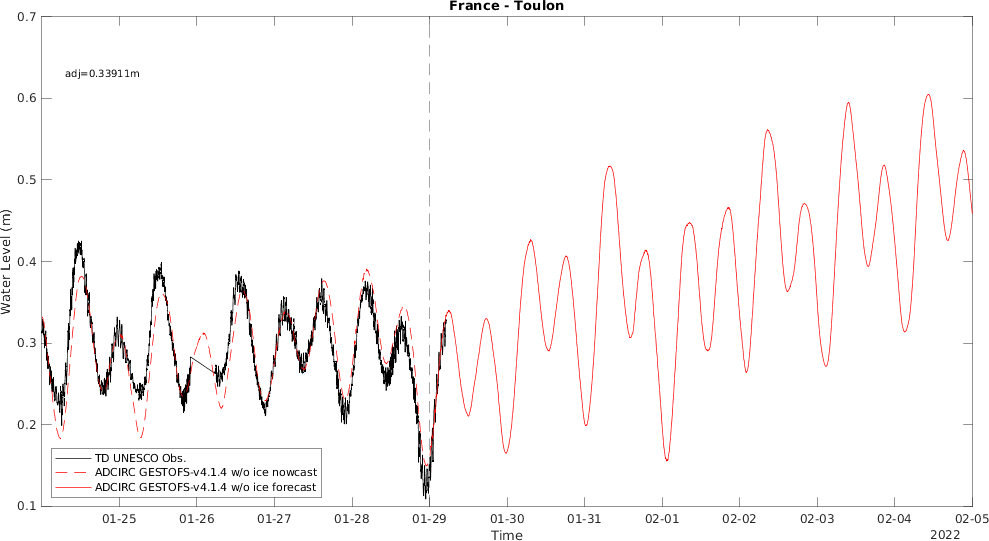 France - Toulon
0.7
0.6
0.5
0.4
0.3
0.2
0.1
Water Level (m)
adj=0.33911m
TD UNESCO Obs.
ADCIRC GESTOFS-v4.1.4 w/o ice nowcast
ADCIRC GESTOFS-v4.1.4 w/o ice forecast
01-25 01-26 01-27 01-28 01-29 01-30 01-31 02-01 02-02 02-03 02-04 02-05
Time
2022